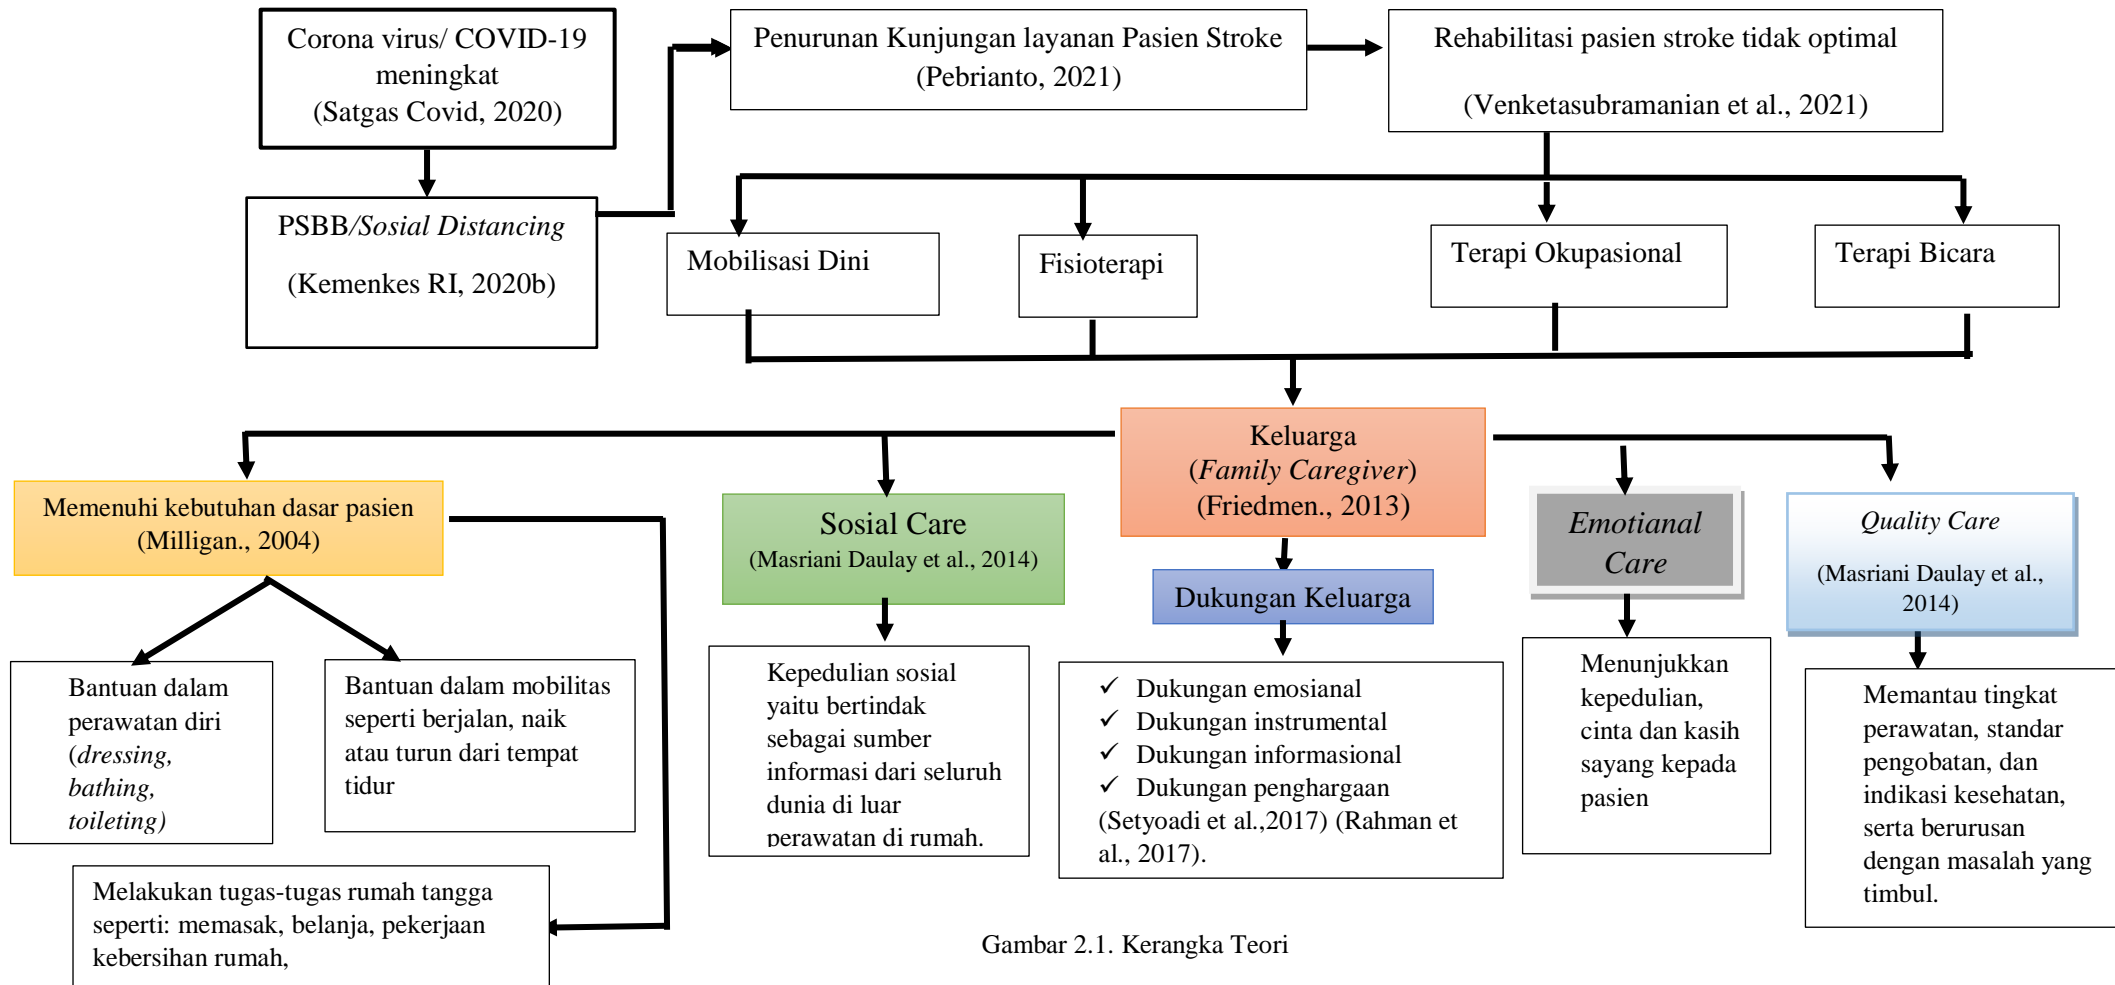 Corona virus/ COVID-19
meningkat
(Satgas Covid, 2020)
Penurunan Kunjungan layanan Pasien Stroke
(Pebrianto, 2021)
Rehabilitasi pasien stroke tidak optimal
(Venketasubramanian et al., 2021)
PSBB/Sosial Distancing
(Kemenkes RI, 2020b)
Mobilisasi Dini
Fisioterapi
Terapi Okupasional
Terapi Bicara
Keluarga
(Family Caregiver)
(Friedmen., 2013)
Memenuhi kebutuhan dasar pasien
(Milligan., 2004)
Sosial Care
(Masriani Daulay et al., 2014)
Dukungan Keluarga
Emotianal
Care
Quality Care
(Masriani Daulay et al.,
2014)
Bantuan dalam
perawatan diri
(dressing,
bathing,
toileting)
Bantuan dalam mobilitas
seperti berjalan, naik
atau turun dari tempat
tidur
Kepedulian sosial
yaitu bertindak
sebagai sumber
informasi dari seluruh
dunia di luar
perawatan di rumah.
✓ Dukungan emosianal
✓ Dukungan instrumental
✓ Dukungan informasional
✓ Dukungan penghargaan
(Setyoadi et al.,2017) (Rahman et
al., 2017).
Menunjukkan
kepedulian,
cinta dan kasih
sayang kepada
pasien
Memantau tingkat
perawatan, standar
pengobatan, dan
indikasi kesehatan,
serta berurusan
dengan masalah yang
timbul.
Melakukan tugas-tugas rumah tangga
seperti: memasak, belanja, pekerjaan
kebersihan rumah,
Gambar 2.1. Kerangka Teori